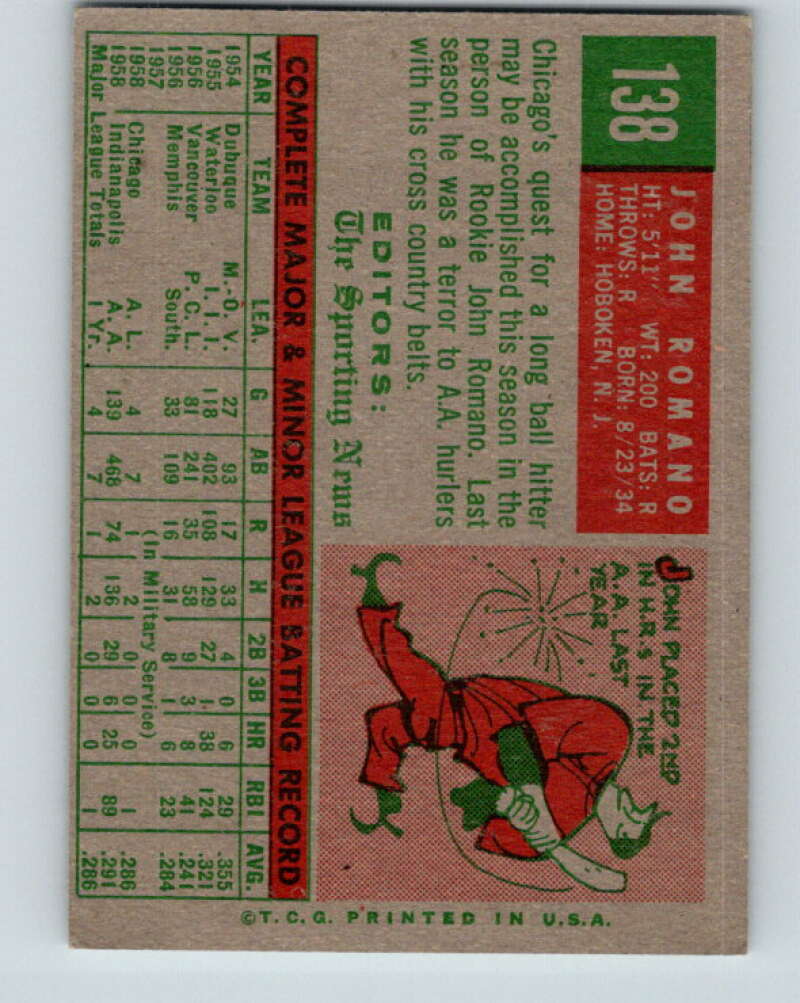 138
JOHN ROMANO
HT: 5'11" WT: 200 BATS: R
THROWS: R BORN: 8/23/34
HOME: HOBOKEN, N. J.
Chicago's quest for a long ball hitter
may be accomplished this season in the
person of Rookie John Romano. Last
season he was a terror to A.A. hurlers
with his cross country belts.
EDITORS:
The Sporting News
JOHN PLACED 2ND
IN H.R.S IN THE
A.A. LAST
YEAR
COMPLETE MAJOR & MINOR LEAGUE BATTING RECORD
YEAR TEAM LEA. G AB R H 2B 3B HR RBI AVG.
1954 Dubuque M.-O. V. 27 93 17 33 4 0 6 29 .355
1955 Waterloo I. I. I. 118 402 108 129 27 1 38 124 .321
1956 Vancouver P. C. L. 81 241 35 58 9 3 8 41 .241
1956 Memphis South. 33 109 16 31 8 1 6 23 .284
1957 (In Military Service)
1958 Chicago A. L. 4 7 1 2 0 0 0 1 .286
1958 Indianapolis A. A. 139 468 74 136 29 6 25 89 .291
Major League Totals 1 Yr. 4 7 1 2 0 0 0 1 .286
©T.C.G. PRINTED IN U.S.A.